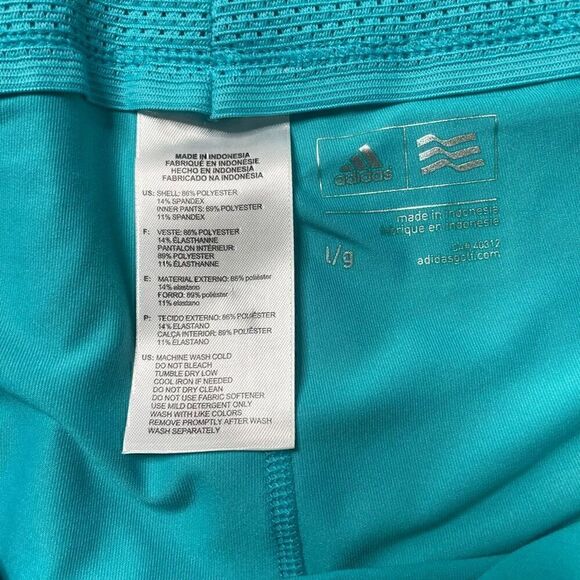 MADE IN INDONESIA
FABRIQUÉ EN INDONÉSIE
HECHO EN INDONESIA
FABRICADO NA INDONÉSIA
US: SHELL: 86% POLYESTER
14% SPANDEX
INNER PANTS: 89% POLYESTER
11% SPANDEX
F: VESTE: 86% POLYESTER
14% ÉLASTHANNE
PANTALON INTÉRIEUR:
89% POLYESTER
11% ÉLASTHANNE
E: MATERIAL EXTERNO: 86% poliéster
14% elastano
FORRO: 89% poliéster
11% elastano
P: TECIDO EXTERNO: 86% POLIÉSTER
14% ELASTANO
CALÇA INTERIOR: 89% POLIÉSTER
11% ELASTANO
US: MACHINE WASH COLD
DO NOT BLEACH
TUMBLE DRY LOW
COOL IRON IF NEEDED
DO NOT DRY CLEAN
DO NOT USE FABRIC SOFTENER
USE MILD DETERGENT ONLY
WASH WITH LIKE COLORS
REMOVE PROMPTLY AFTER WASH
WASH SEPARATELY
adidas
made in indonesia
fabrique en indonesie
l/g
CA# 40312
adidasgolf.com